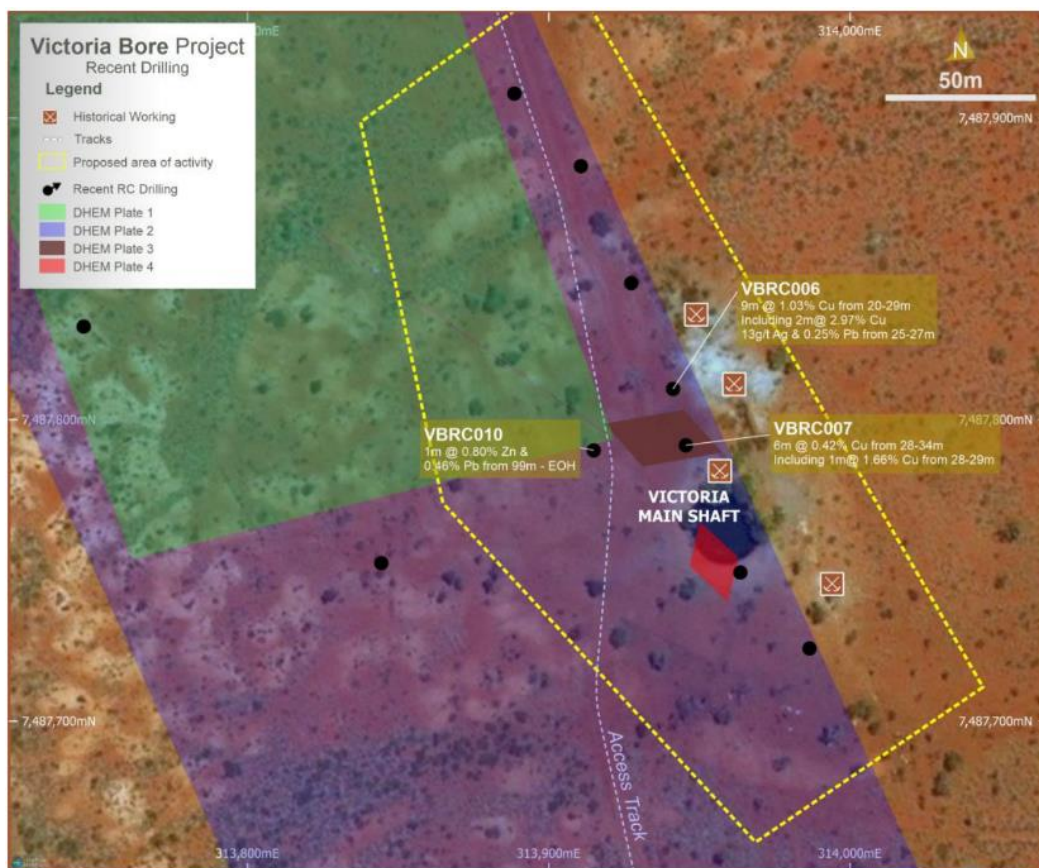 Victoria Bore Project
Recent Drilling
Legend
Historical Working
Tracks
Proposed area of activity
Recent RC Drilling
DHEM Plate 1
DHEM Plate 2
DHEM Plate 3
DHEM Plate 4
314,000mE
N
50m
7,487,900mN
VBRC006
9m @ 1.03% Cu from 20-29m
Including 2m@ 2.97% Cu
13g/t Ag & 0.25% Pb from 25-27m
7,487,800mN
7,487,800mN
VBRC010
1m @ 0.80% Zn &
0.46% Pb from 99m - EOH
VBRC007
6m @ 0.42% Cu from 28-34m
Including 1m@ 1.66% Cu from 28-29m
VICTORIA
MAIN SHAFT
7,487,700mN
7,487,700mN
Access Track
313,800mE
313,900mE
314,000mE